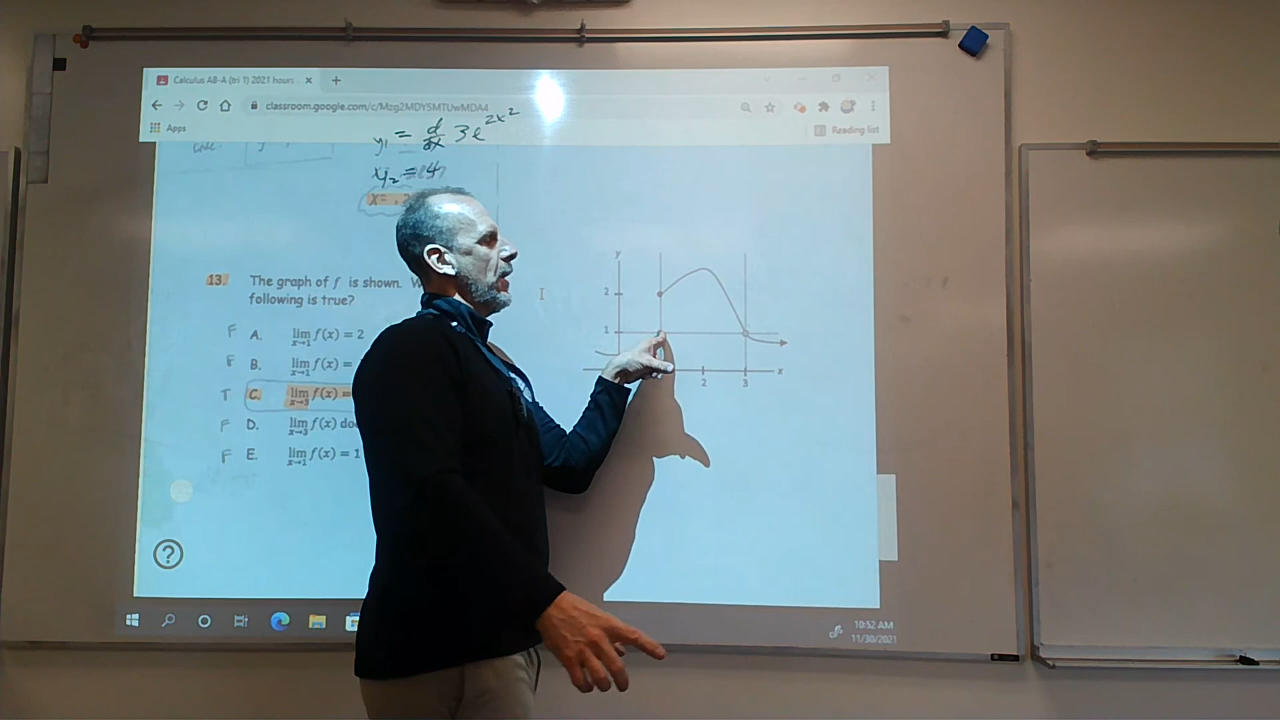 Calculus AB-A (tri 1) 2021 hours
classroom.google.com/c/Mzg2MDY5MTUwMDA4
Apps
Reading list
y₁ = d/dx 3e^2x²
x =
13. The graph of f is shown. W
following is true?
F A. lim x→1 f(x) = 2
F B. lim x→1 f(x) =
T C. lim x→3 f(x) =
F D. lim x→3 f(x) do
F E. lim x→1 f(x) = 1
y
2
1
2
3
x
?
10:52 AM
11/30/2021